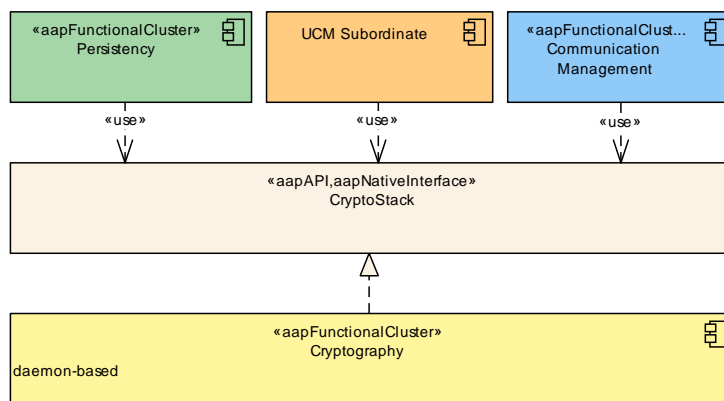 «aapFunctionalCluster»
Persistency
UCM Subordinate
«aapFunctionalClust...
Communication
Management
«use»
«use»
«use»
«aapAPI,aapNativeInterface»
CryptoStack
«aapFunctionalCluster»
Cryptography
daemon-based